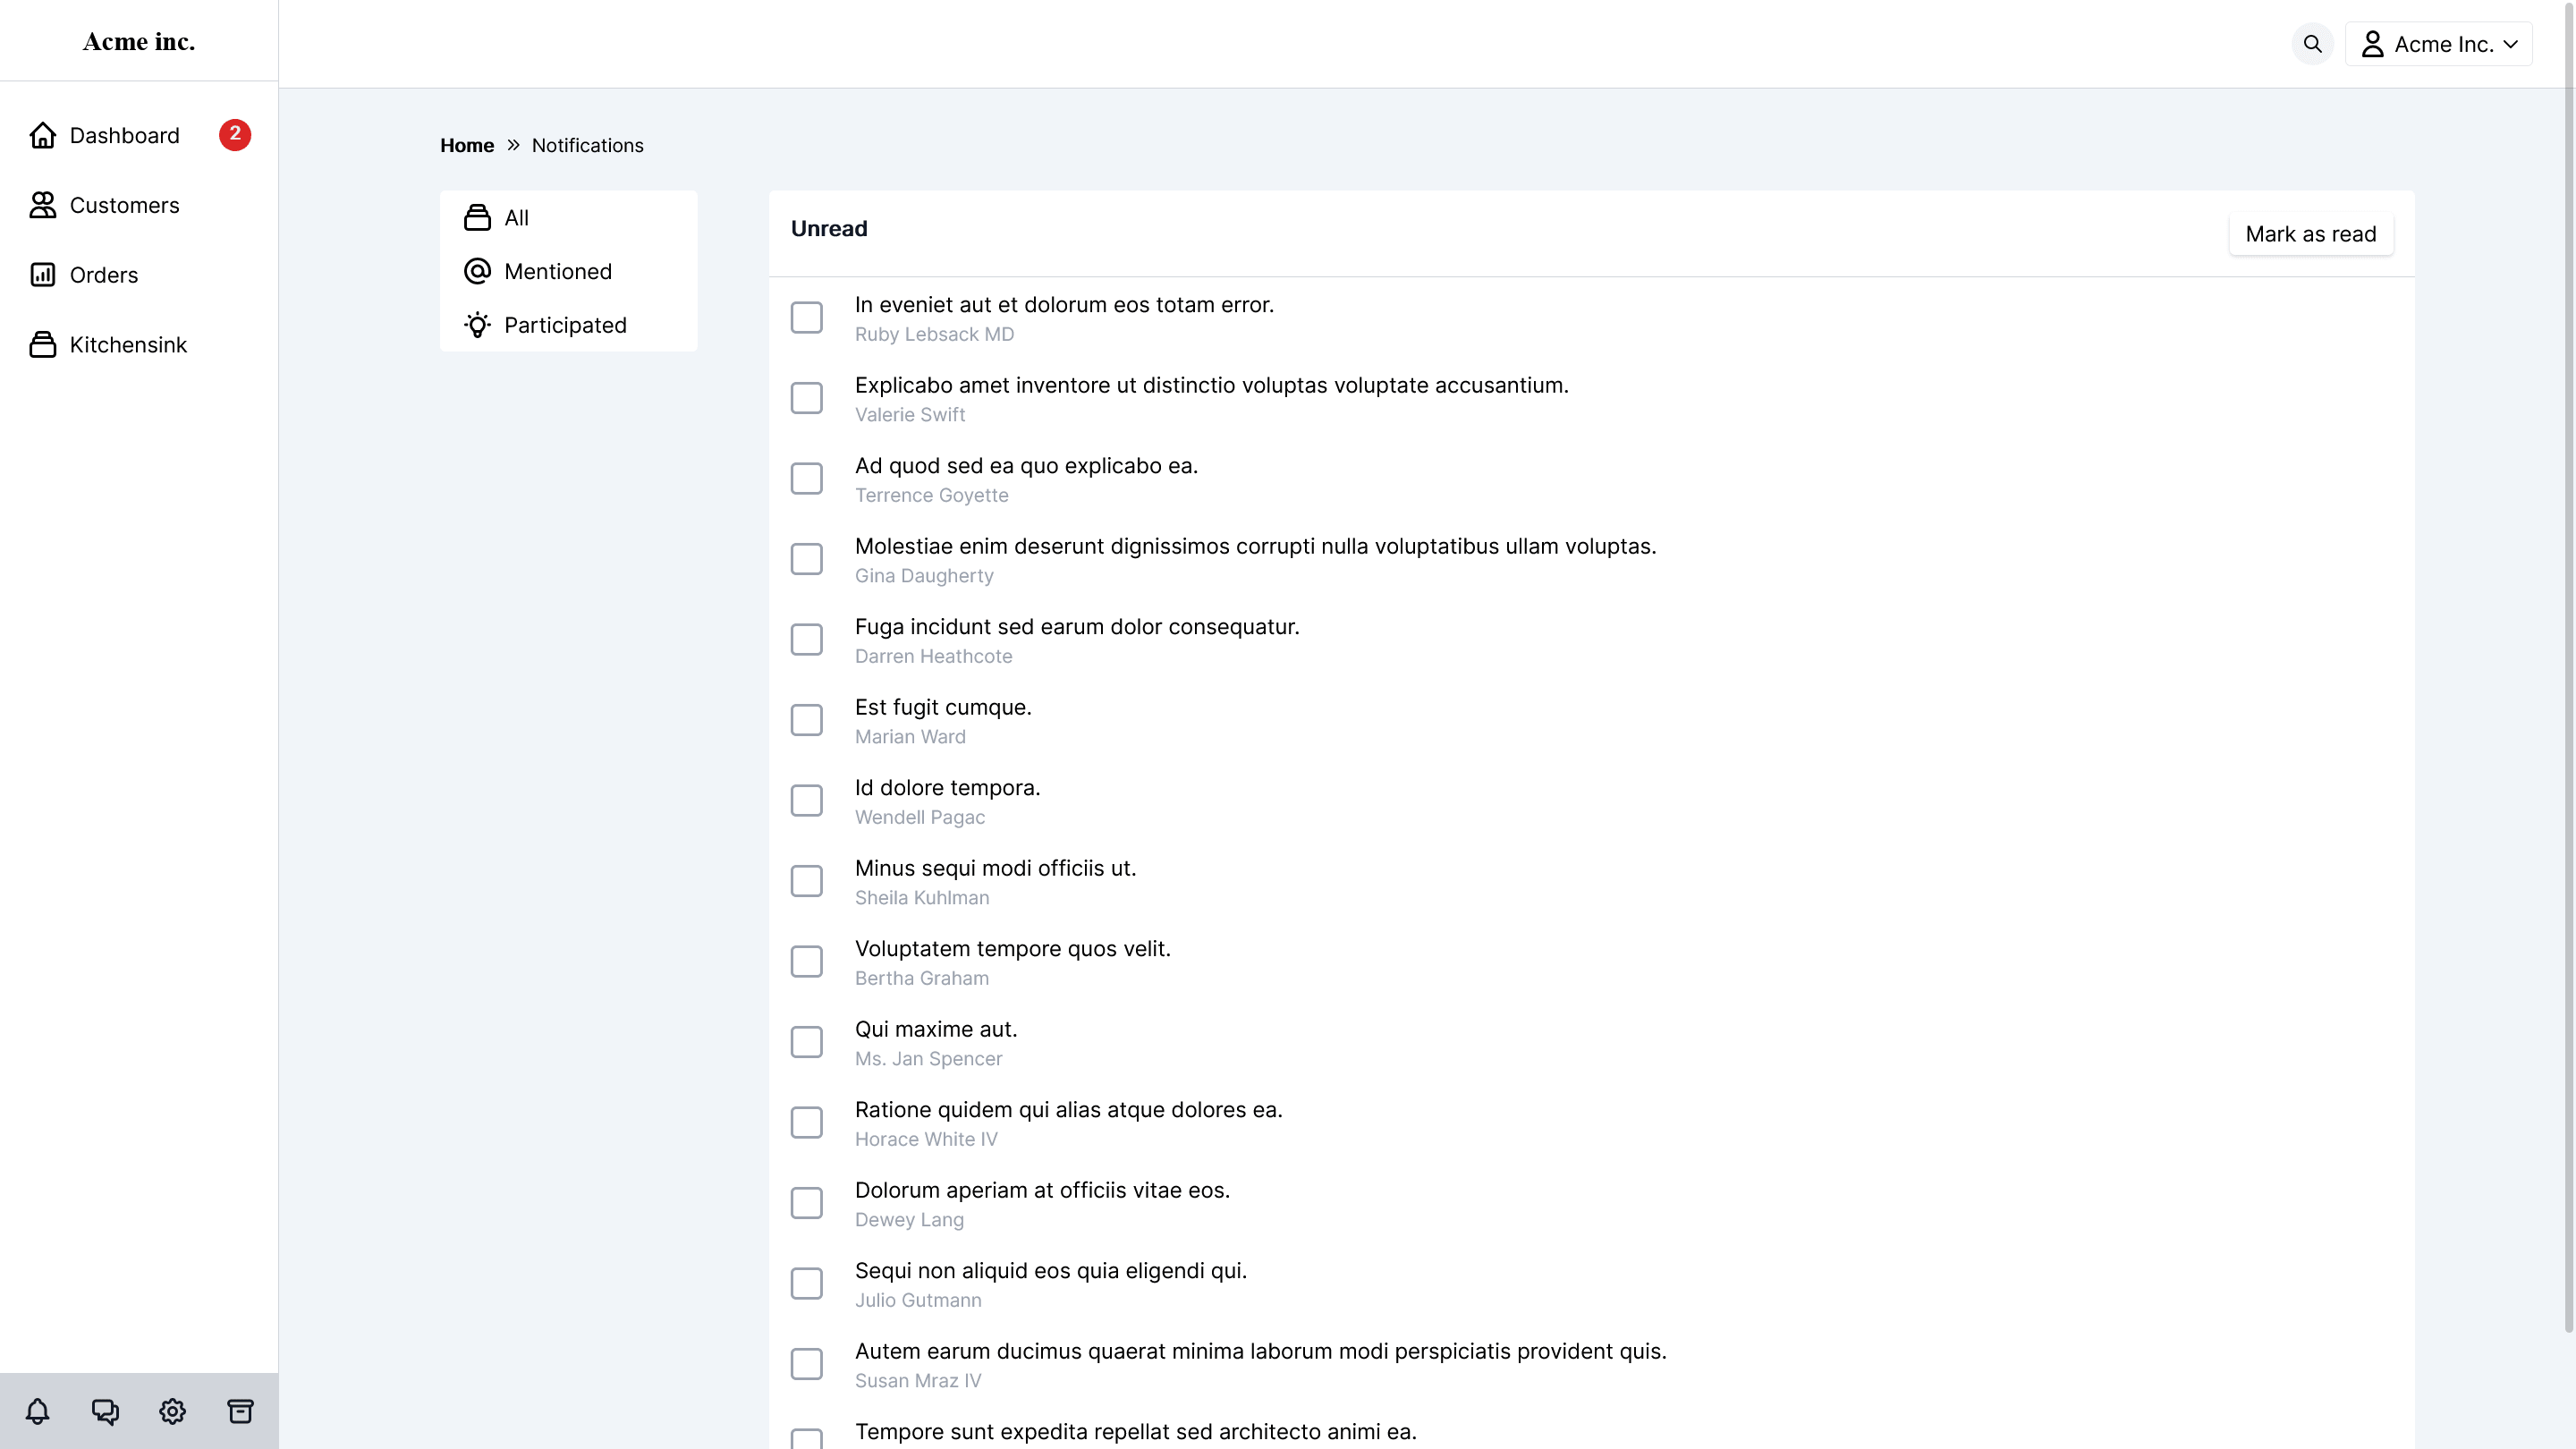 Acme inc.
Acme Inc.
Dashboard 2
Customers
Orders
Kitchensink
Home » Notifications
All
Mentioned
Participated
Unread
Mark as read
In eveniet aut et dolorum eos totam error.
Ruby Lebsack MD
Explicabo amet inventore ut distinctio voluptas voluptate accusantium.
Valerie Swift
Ad quod sed ea quo explicabo ea.
Terrence Goyette
Molestiae enim deserunt dignissimos corrupti nulla voluptatibus ullam voluptas.
Gina Daugherty
Fuga incidunt sed earum dolor consequatur.
Darren Heathcote
Est fugit cumque.
Marian Ward
Id dolore tempora.
Wendell Pagac
Minus sequi modi officiis ut.
Sheila Kuhlman
Voluptatem tempore quos velit.
Bertha Graham
Qui maxime aut.
Ms. Jan Spencer
Ratione quidem qui alias atque dolores ea.
Horace White IV
Dolorum aperiam at officiis vitae eos.
Dewey Lang
Sequi non aliquid eos quia eligendi qui.
Julio Gutmann
Autem earum ducimus quaerat minima laborum modi perspiciatis provident quis.
Susan Mraz IV
Tempore sunt expedita repellat sed architecto animi ea.